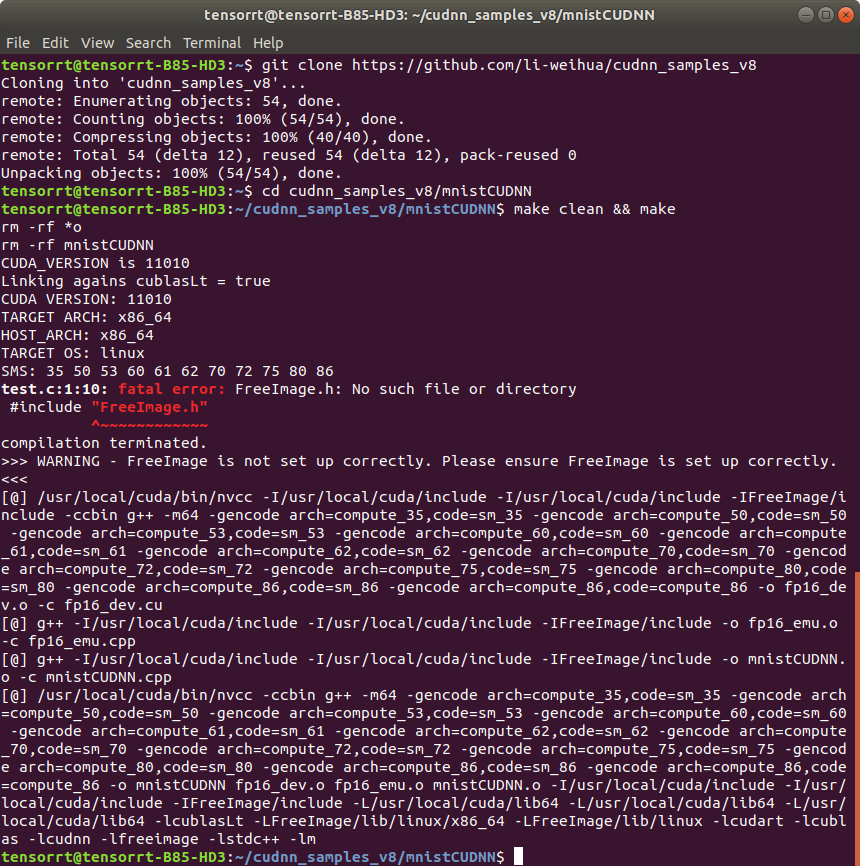 tensorrt@tensorrt-B85-HD3: ~/cudnn_samples_v8/mnistCUDNN
File Edit View Search Terminal Help
tensorrt@tensorrt-B85-HD3:~$ git clone https://github.com/li-weihua/cudnn_samples_v8
Cloning into 'cudnn_samples_v8'...
remote: Enumerating objects: 54, done.
remote: Counting objects: 100% (54/54), done.
remote: Compressing objects: 100% (40/40), done.
remote: Total 54 (delta 12), reused 54 (delta 12), pack-reused 0
Unpacking objects: 100% (54/54), done.
tensorrt@tensorrt-B85-HD3:~$ cd cudnn_samples_v8/mnistCUDNN
tensorrt@tensorrt-B85-HD3:~/cudnn_samples_v8/mnistCUDNN$ make clean && make
rm -rf *o
rm -rf mnistCUDNN
CUDA_VERSION is 11010
Linking agains cublasLt = true
CUDA VERSION: 11010
TARGET ARCH: x86_64
HOST_ARCH: x86_64
TARGET OS: linux
SMS: 35 50 53 60 61 62 70 72 75 80 86
test.c:1:10: fatal error: FreeImage.h: No such file or directory
 #include "FreeImage.h"
          ^~~~~~~~~~~~~
compilation terminated.
>>> WARNING - FreeImage is not set up correctly. Please ensure FreeImage is set up correctly.
<<<
[@] /usr/local/cuda/bin/nvcc -I/usr/local/cuda/include -I/usr/local/cuda/include -IFreeImage/i
nclude -ccbin g++ -m64 -gencode arch=compute_35,code=sm_35 -gencode arch=compute_50,code=sm_50
 -gencode arch=compute_53,code=sm_53 -gencode arch=compute_60,code=sm_60 -gencode arch=compute
_61,code=sm_61 -gencode arch=compute_62,code=sm_62 -gencode arch=compute_70,code=sm_70 -gencod
e arch=compute_72,code=sm_72 -gencode arch=compute_75,code=sm_75 -gencode arch=compute_80,code
=sm_80 -gencode arch=compute_86,code=sm_86 -gencode arch=compute_86,code=compute_86 -o fp16_de
v.o -c fp16_dev.cu
[@] g++ -I/usr/local/cuda/include -I/usr/local/cuda/include -IFreeImage/include -o fp16_emu.o
-c fp16_emu.cpp
[@] g++ -I/usr/local/cuda/include -I/usr/local/cuda/include -IFreeImage/include -o mnistCUDNN.
o -c mnistCUDNN.cpp
[@] /usr/local/cuda/bin/nvcc -ccbin g++ -m64 -gencode arch=compute_35,code=sm_35 -gencode arch
=compute_50,code=sm_50 -gencode arch=compute_53,code=sm_53 -gencode arch=compute_60,code=sm_60
 -gencode arch=compute_61,code=sm_61 -gencode arch=compute_62,code=sm_62 -gencode arch=compute
_70,code=sm_70 -gencode arch=compute_72,code=sm_72 -gencode arch=compute_75,code=sm_75 -gencod
e arch=compute_80,code=sm_80 -gencode arch=compute_86,code=sm_86 -gencode arch=compute_86,code
=compute_86 -o mnistCUDNN fp16_dev.o fp16_emu.o mnistCUDNN.o -I/usr/local/cuda/include -I/usr/
local/cuda/include -IFreeImage/include -L/usr/local/cuda/lib64 -L/usr/local/cuda/lib64 -L/usr/
local/cuda/lib64 -lcublasLt -LFreeImage/lib/linux/x86_64 -LFreeImage/lib/linux -lcudart -lcubl
as -lcudnn -lfreeimage -lstdc++ -lm
tensorrt@tensorrt-B85-HD3:~/cudnn_samples_v8/mnistCUDNN$